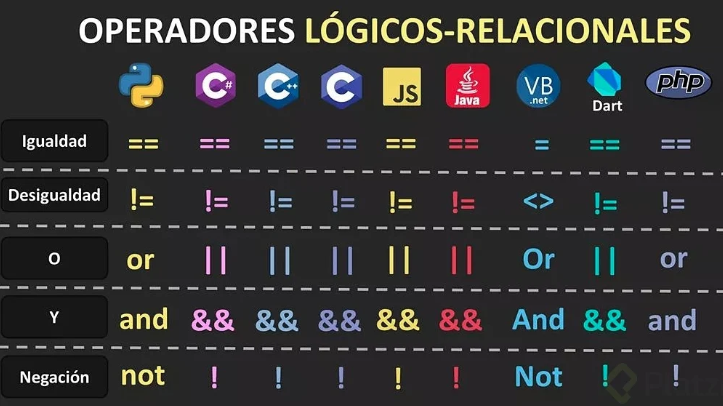 OPERADORES LÓGICOS-RELACIONALES
C# C++ C JS Java VB .net Dart php
Igualdad == == == == == == = == ==
Desigualdad != != != != != != <> != !=
O or || || || || || Or || or
Y and && && && && && And && and
Negación not ! ! ! ! ! Not ! !